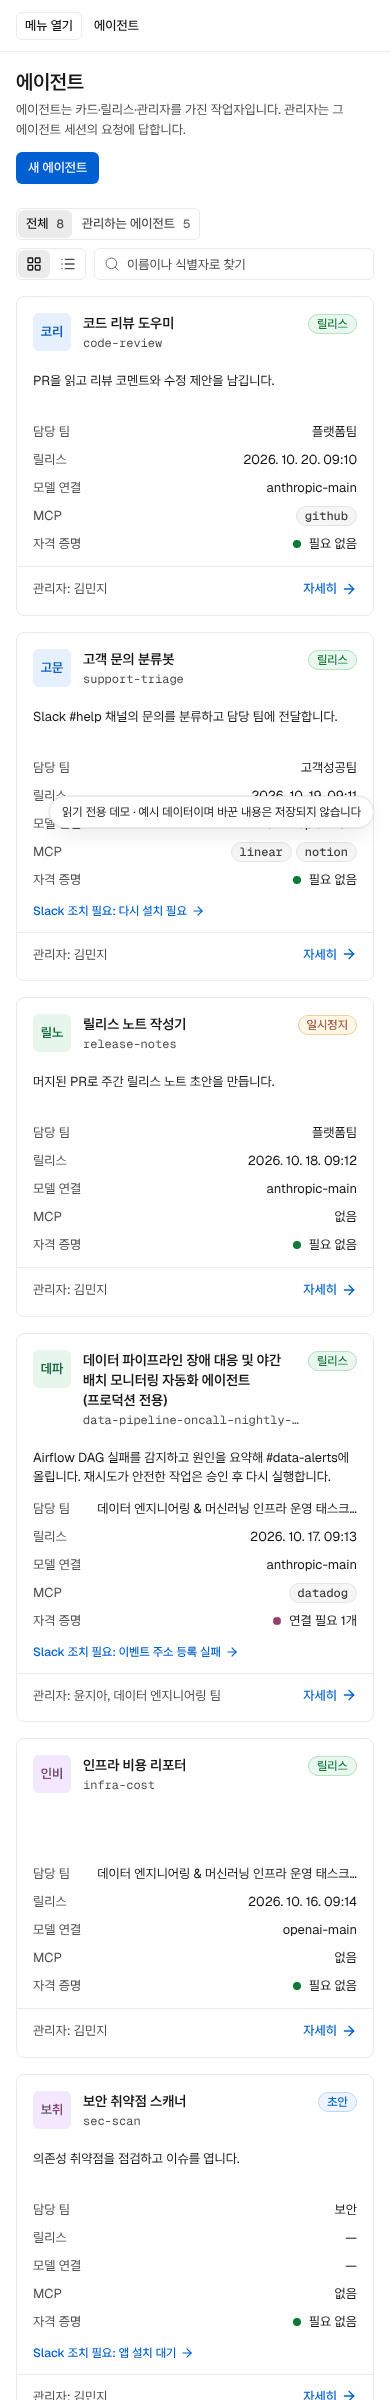 메뉴 열기 에이전트
에이전트
에이전트는 카드·릴리스·관리자를 가진 작업자입니다. 관리자는 그
에이전트 세션의 요청에 답합니다.
새 에이전트
전체 8 관리하는 에이전트 5
이름이나 식별자로 찾기
코리 코드 리뷰 도우미 릴리스
code-review
PR을 읽고 리뷰 코멘트와 수정 제안을 남깁니다.
담당 팀 플랫폼팀
릴리스 2026. 10. 20. 09:10
모델 연결 anthropic-main
MCP github
자격 증명 필요 없음
관리자: 김민지 자세히
고문 고객 문의 분류봇 릴리스
support-triage
Slack #help 채널의 문의를 분류하고 담당 팀에 전달합니다.
담당 팀 고객성공팀
릴리스 2026. 10. 19. 09:11
읽기 전용 데모 · 예시 데이터이며 바꾼 내용은 저장되지 않습니다
모델
MCP linear notion
자격 증명 필요 없음
Slack 조치 필요: 다시 설치 필요
관리자: 김민지 자세히
릴노 릴리스 노트 작성기 일시정지
release-notes
머지된 PR로 주간 릴리스 노트 초안을 만듭니다.
담당 팀 플랫폼팀
릴리스 2026. 10. 18. 09:12
모델 연결 anthropic-main
MCP 없음
자격 증명 필요 없음
관리자: 김민지 자세히
데파 데이터 파이프라인 장애 대응 및 야간 릴리스
배치 모니터링 자동화 에이전트
(프로덕션 전용)
data-pipeline-oncall-nightly-…
Airflow DAG 실패를 감지하고 원인을 요약해 #data-alerts에
올립니다. 재시도가 안전한 작업은 승인 후 다시 실행합니다.
담당 팀 데이터 엔지니어링 & 머신러닝 인프라 운영 태스크…
릴리스 2026. 10. 17. 09:13
모델 연결 anthropic-main
MCP datadog
자격 증명 연결 필요 1개
Slack 조치 필요: 이벤트 주소 등록 실패
관리자: 윤지아, 데이터 엔지니어링 팀 자세히
인비 인프라 비용 리포터 릴리스
infra-cost
담당 팀 데이터 엔지니어링 & 머신러닝 인프라 운영 태스크…
릴리스 2026. 10. 16. 09:14
모델 연결 openai-main
MCP 없음
자격 증명 필요 없음
관리자: 김민지 자세히
보취 보안 취약점 스캐너 초안
sec-scan
의존성 취약점을 점검하고 이슈를 엽니다.
담당 팀 보안
릴리스 —
모델 연결 —
MCP 없음
자격 증명 필요 없음
Slack 조치 필요: 앱 설치 대기
관리자: 김민지 자세히